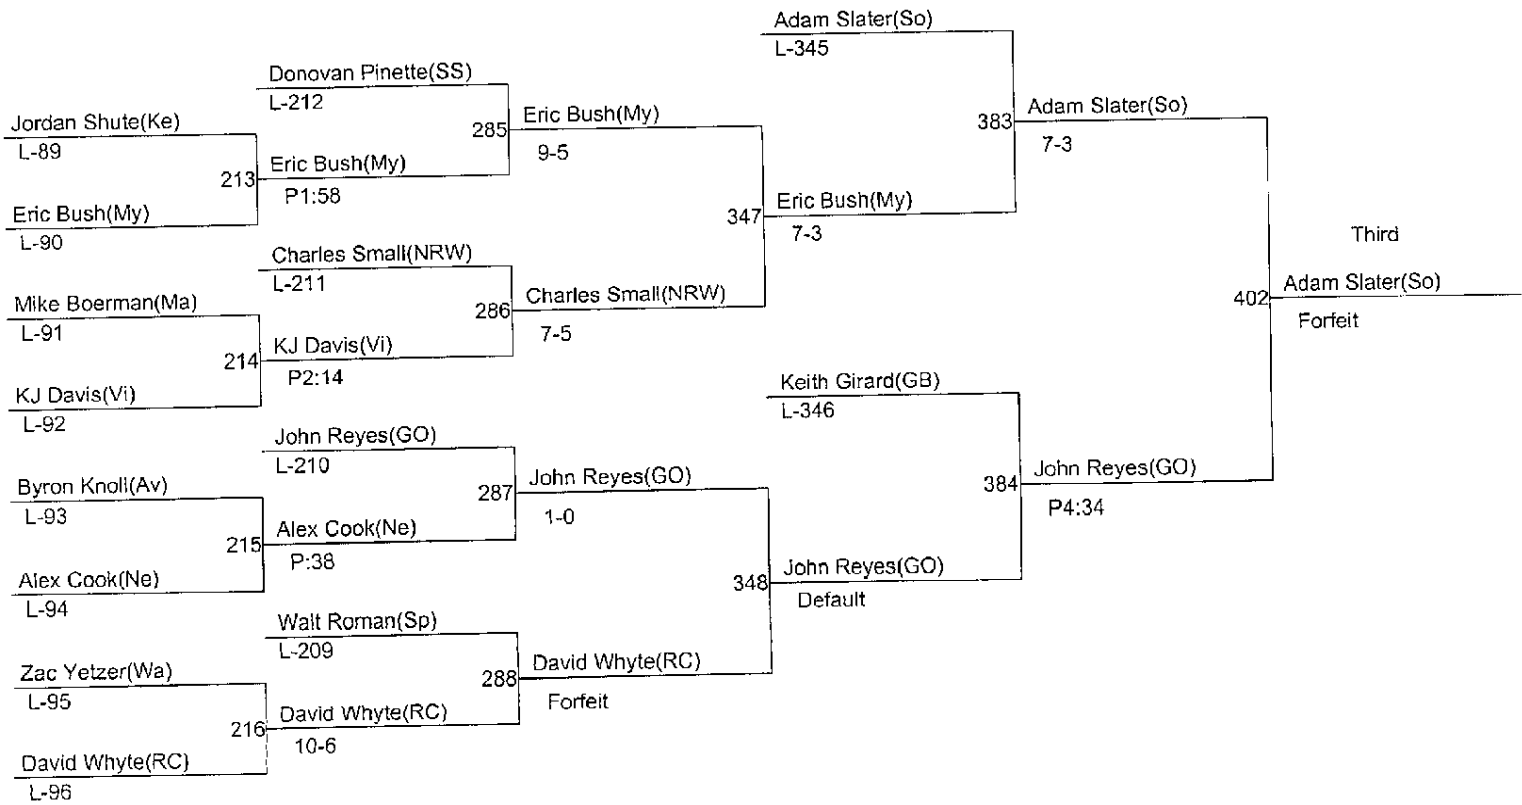 Adam Slater(So)
L-345
Donovan Pinette(SS)
L-212
Jordan Shute(Ke)
L-89
285
Eric Bush(My)
9-5
383
Adam Slater(So)
7-3
213
Eric Bush(My)
P1:58
Eric Bush(My)
L-90
347
Eric Bush(My)
7-3
Third
Charles Small(NRW)
L-211
Mike Boerman(Ma)
L-91
286
Charles Small(NRW)
7-5
402
Adam Slater(So)
Forfeit
214
KJ Davis(Vi)
P2:14
KJ Davis(Vi)
L-92
Keith Girard(GB)
L-346
John Reyes(GO)
L-210
Byron Knoll(Av)
L-93
287
John Reyes(GO)
1-0
384
John Reyes(GO)
P4:34
215
Alex Cook(Ne)
P:38
Alex Cook(Ne)
L-94
348
John Reyes(GO)
Default
Walt Roman(Sp)
L-209
Zac Yetzer(Wa)
L-95
288
David Whyte(RC)
Forfeit
216
David Whyte(RC)
10-6
David Whyte(RC)
L-96